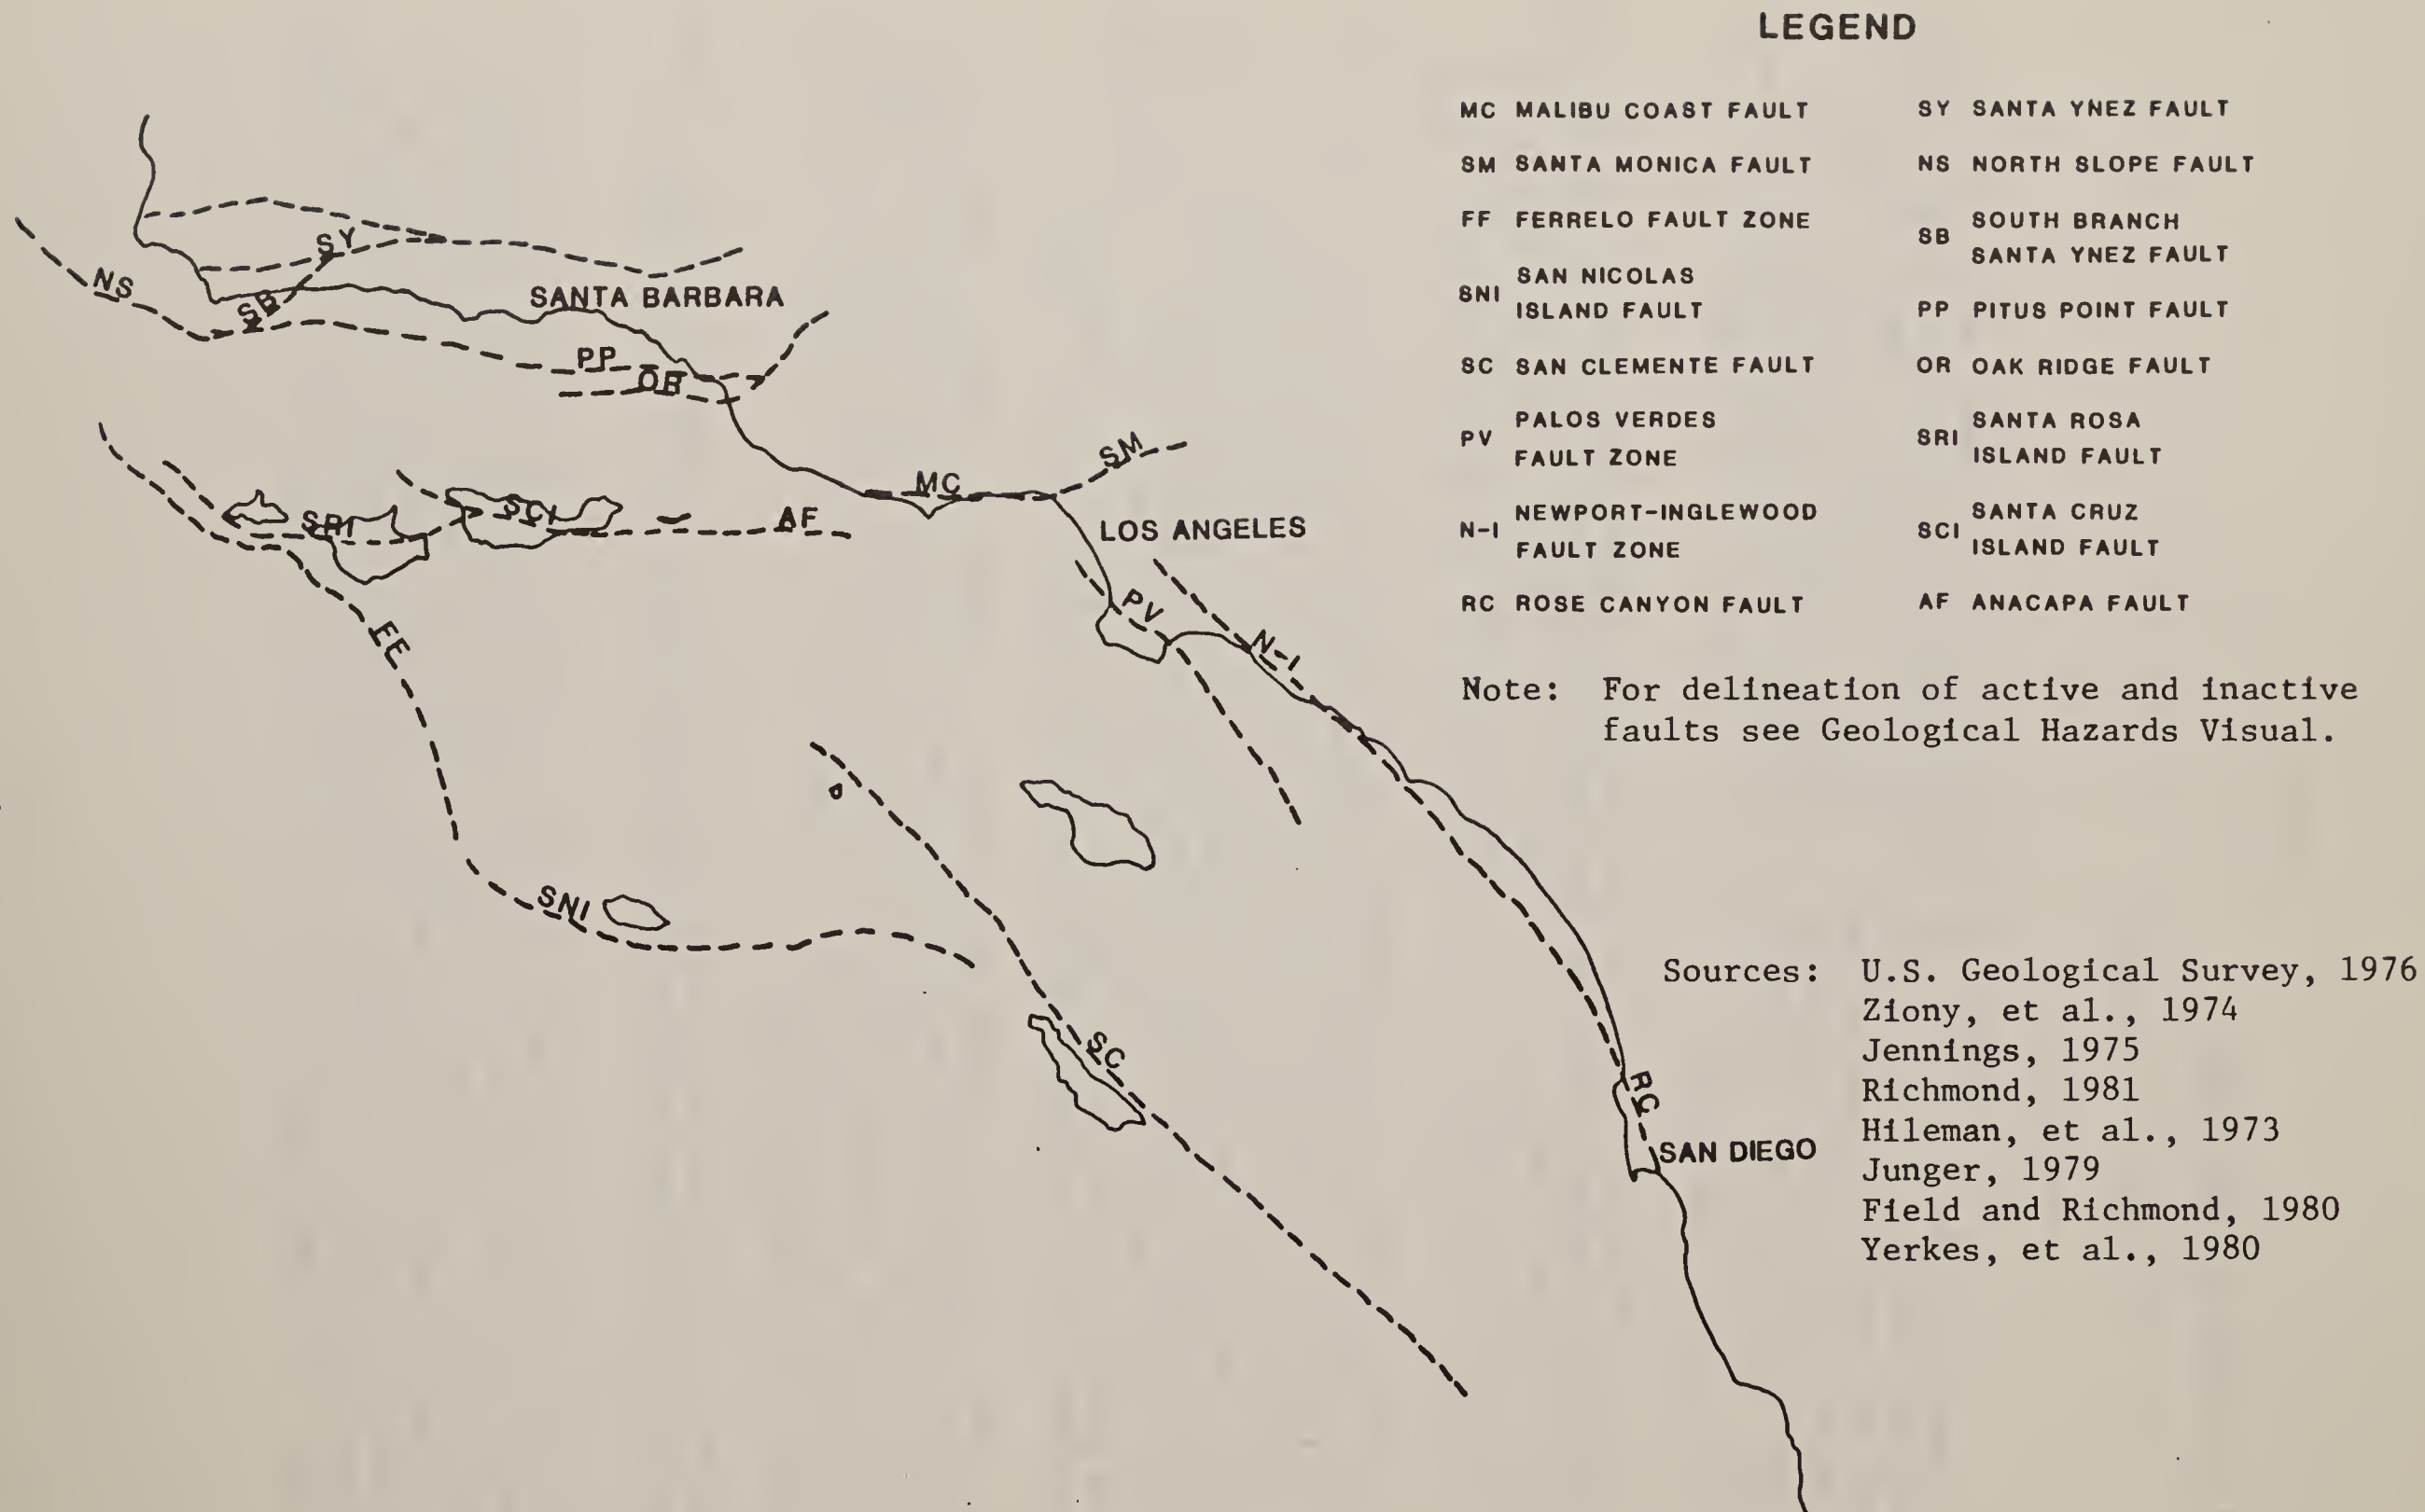 LEGEND
MC MALIBU COAST FAULT
SM SANTA MONICA FAULT
FF FERRELO FAULT ZONE
SNI SAN NICOLAS
ISLAND FAULT
SC SAN CLEMENTE FAULT
PV PALOS VERDES
FAULT ZONE
N-I NEWPORT-INGLEWOOD
FAULT ZONE
RC ROSE CANYON FAULT
SY SANTA YNEZ FAULT
NS NORTH SLOPE FAULT
SB SOUTH BRANCH
SANTA YNEZ FAULT
PP PITUS POINT FAULT
OR OAK RIDGE FAULT
SRI SANTA ROSA
ISLAND FAULT
SCI SANTA CRUZ
ISLAND FAULT
AF ANACAPA FAULT
Note: For delineation of active and inactive
faults see Geological Hazards Visual.
Sources: U.S. Geological Survey, 1976
Ziony, et al., 1974
Jennings, 1975
Richmond, 1981
Hileman, et al., 1973
Junger, 1979
Field and Richmond, 1980
Yerkes, et al., 1980
SY
NS
SB
SANTA BARBARA
PP
OR
SM
MC
SRI
SCI
AF
LOS ANGELES
PV
FF
N-I
SNI
SC
RC
SAN DIEGO